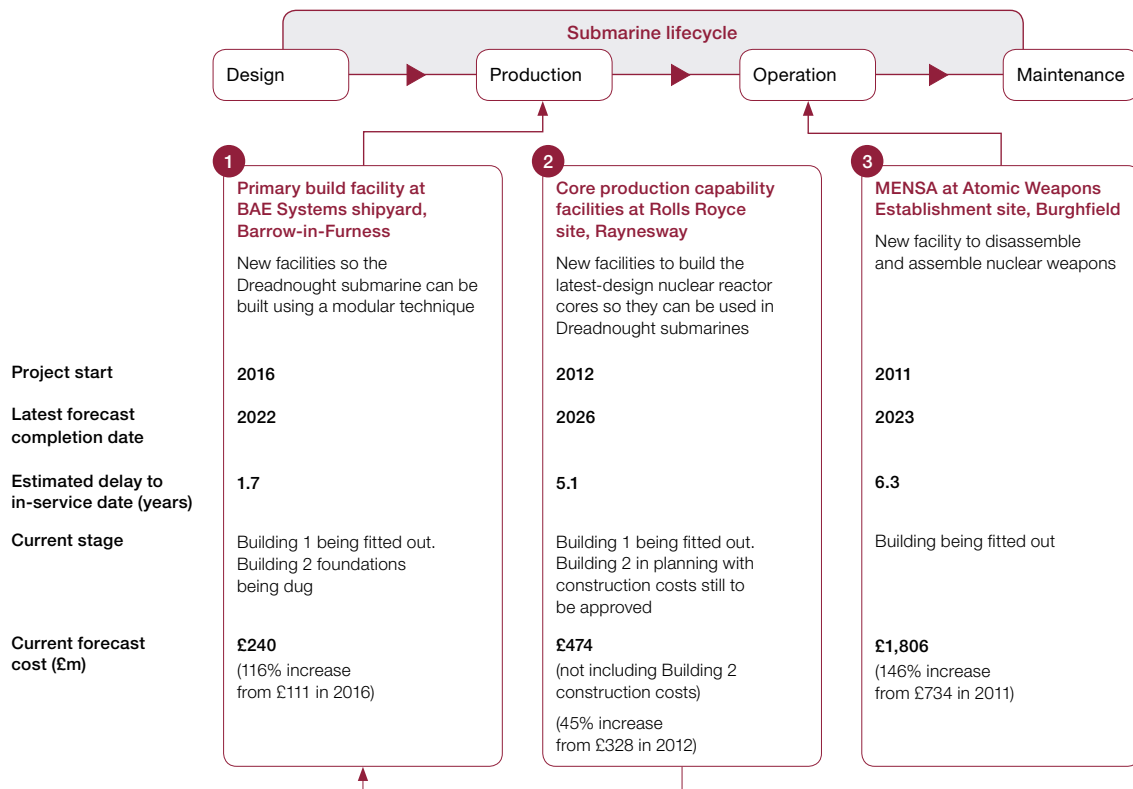 Submarine lifecycle
Design
Production
Operation
Maintenance
1
Primary build facility at
BAE Systems shipyard,
Barrow-in-Furness
New facilities so the
Dreadnought submarine can be
built using a modular technique
2
Core production capability
facilities at Rolls Royce
site, Raynesway
New facilities to build the
latest-design nuclear reactor
cores so they can be used in
Dreadnought submarines
3
MENSA at Atomic Weapons
Establishment site, Burghfield
New facility to disassemble
and assemble nuclear weapons
Project start
2016
2012
2011
Latest forecast
completion date
2022
2026
2023
Estimated delay to
in-service date (years)
1.7
5.1
6.3
Current stage
Building 1 being fitted out.
Building 2 foundations
being dug
Building 1 being fitted out.
Building 2 in planning with
construction costs still to
be approved
Building being fitted out
Current forecast
cost (£m)
£240
(116% increase
from £111 in 2016)
£474
(not including Building 2
construction costs)
(45% increase
from £328 in 2012)
£1,806
(146% increase
from £734 in 2011)